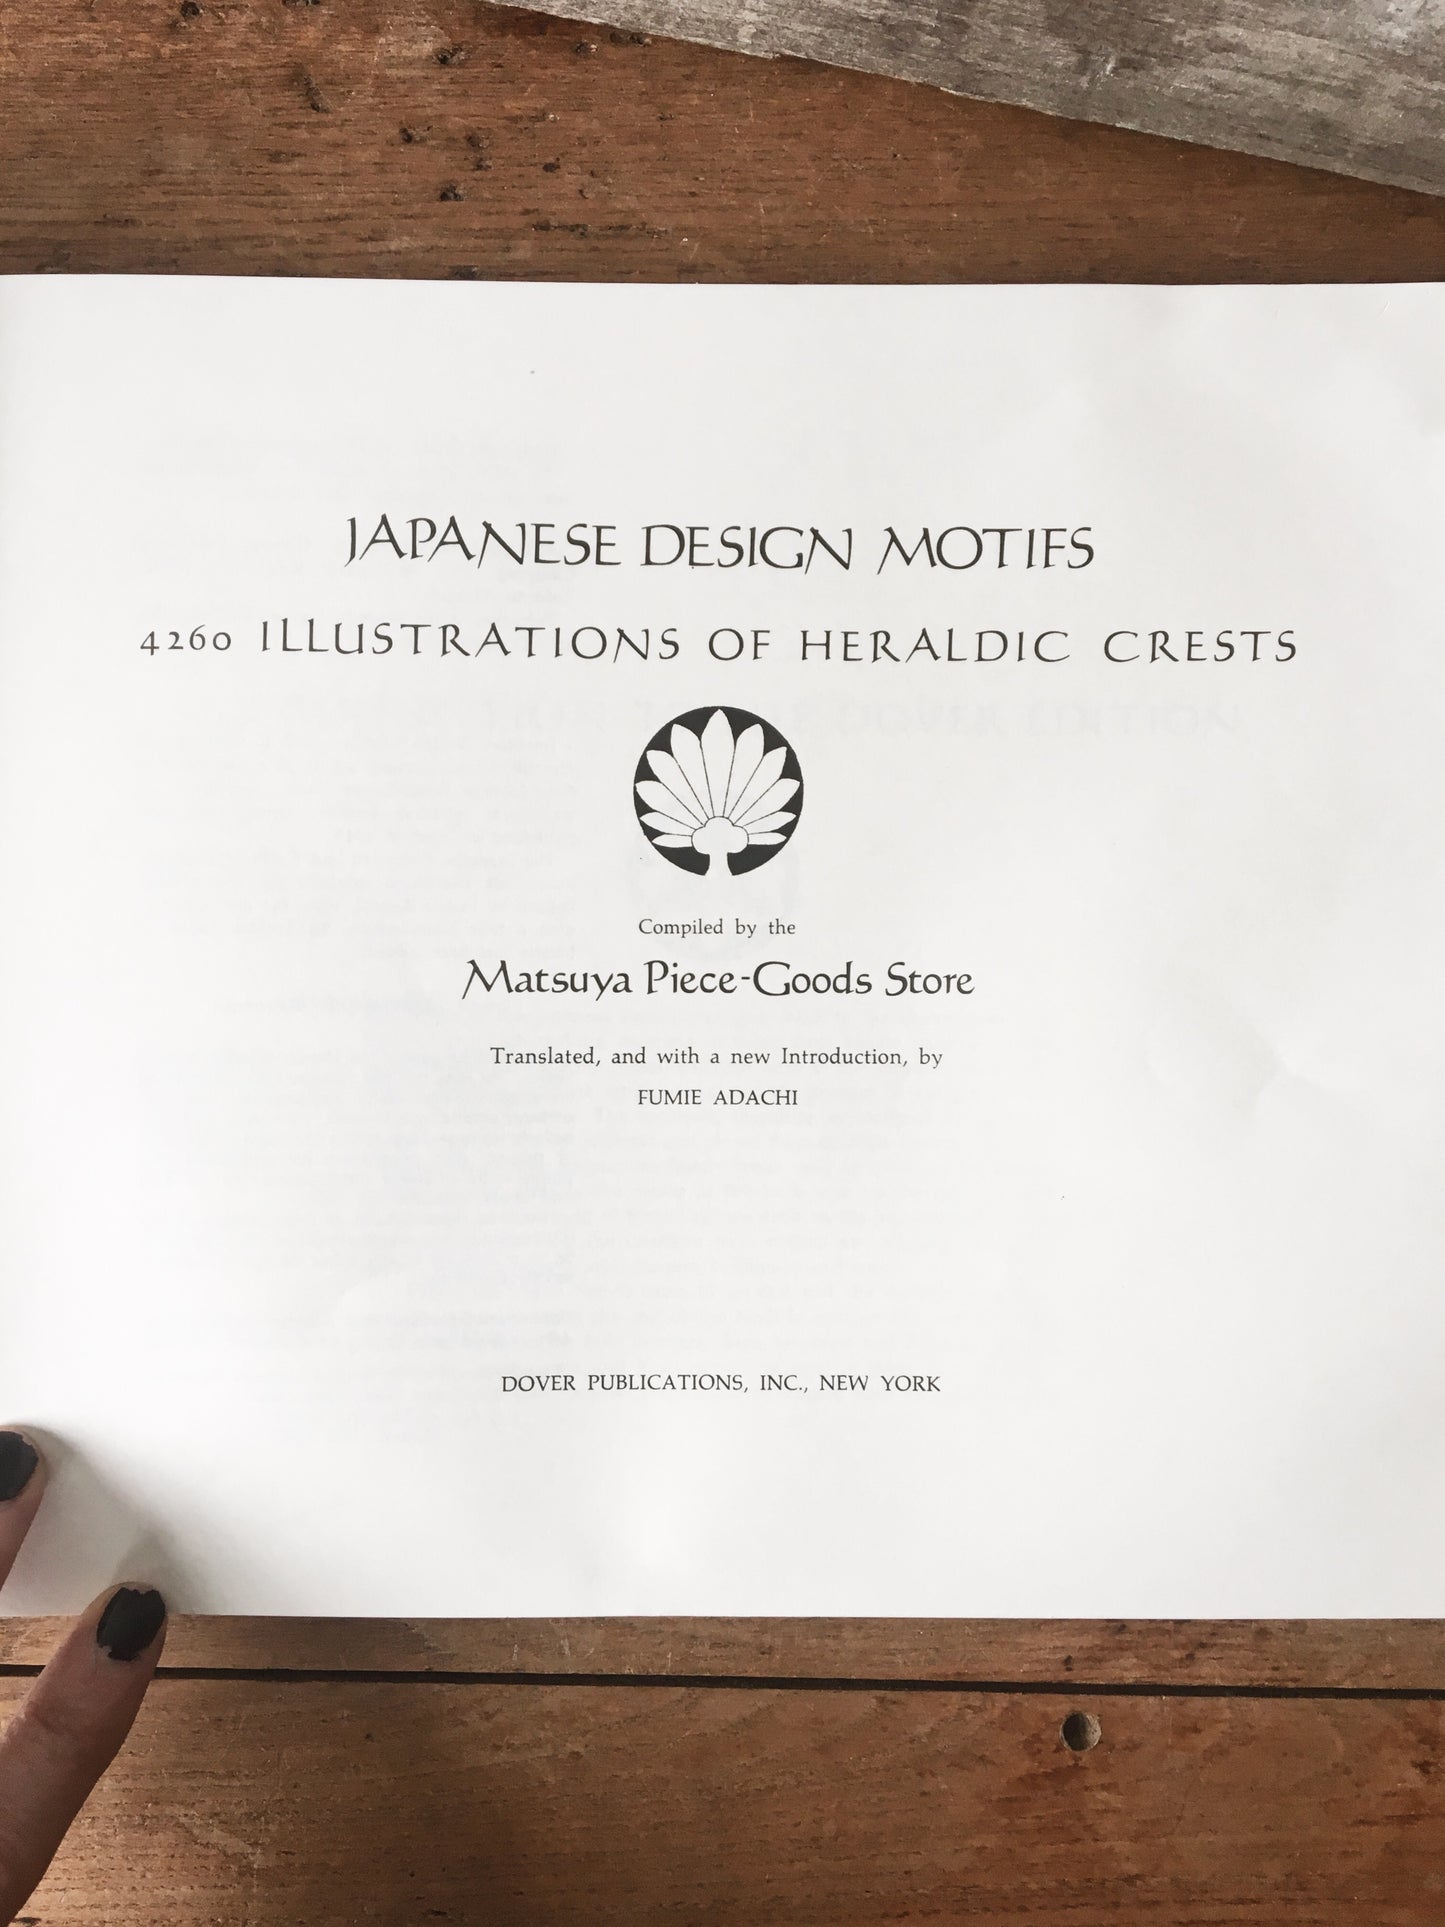 JAPANESE DESIGN MOTIFS
4260 ILLUSTRATIONS OF HERALDIC CRESTS
Compiled by the
Matsuya Piece-Goods Store
Translated, and with a new Introduction, by
FUMIE ADACHI
DOVER PUBLICATIONS, INC., NEW YORK